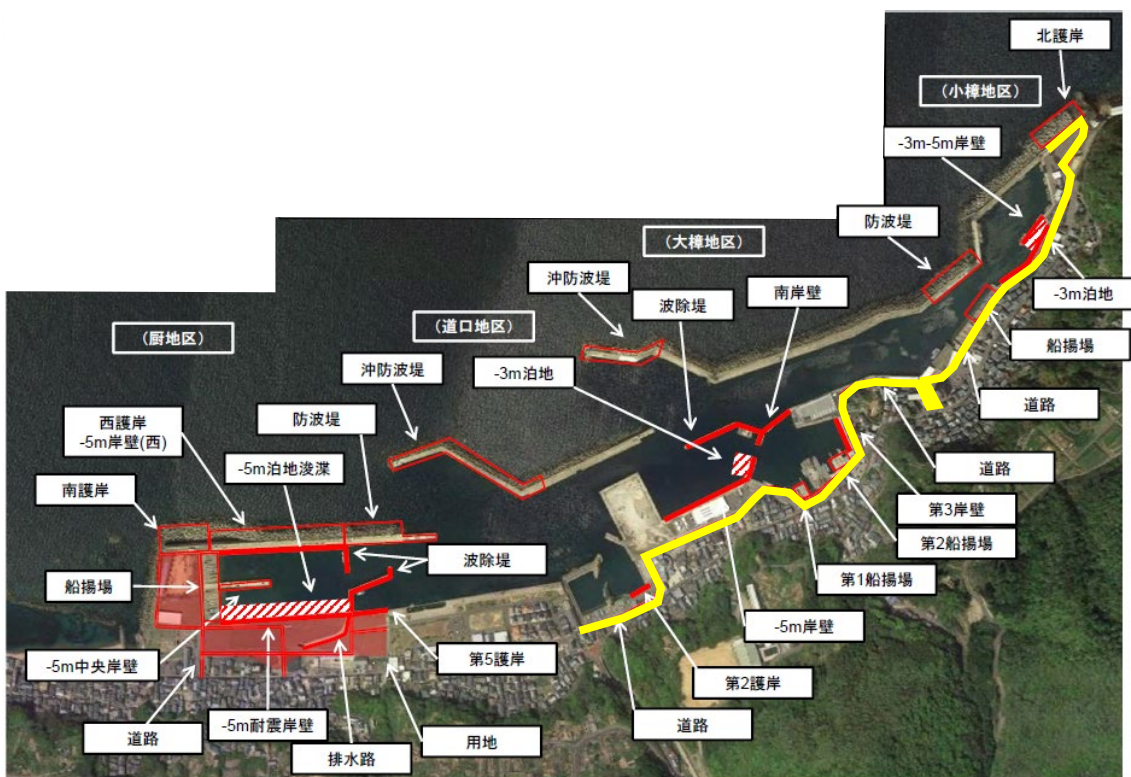 北護岸
（小樟地区）
-3m-5m岸壁
防波堤
（大樟地区）
沖防波堤
波除堤
南岸壁
-3m泊地
船揚場
（厨地区）
（道口地区）
-3m泊地
沖防波堤
道路
西護岸
-5m岸壁(西)
防波堤
-5m泊地浚渫
道路
南護岸
第3岸壁
第2船揚場
波除堤
第1船揚場
船揚場
-5m岸壁
-5m中央岸壁
第5護岸
第2護岸
道路
道路
-5m耐震岸壁
用地
排水路